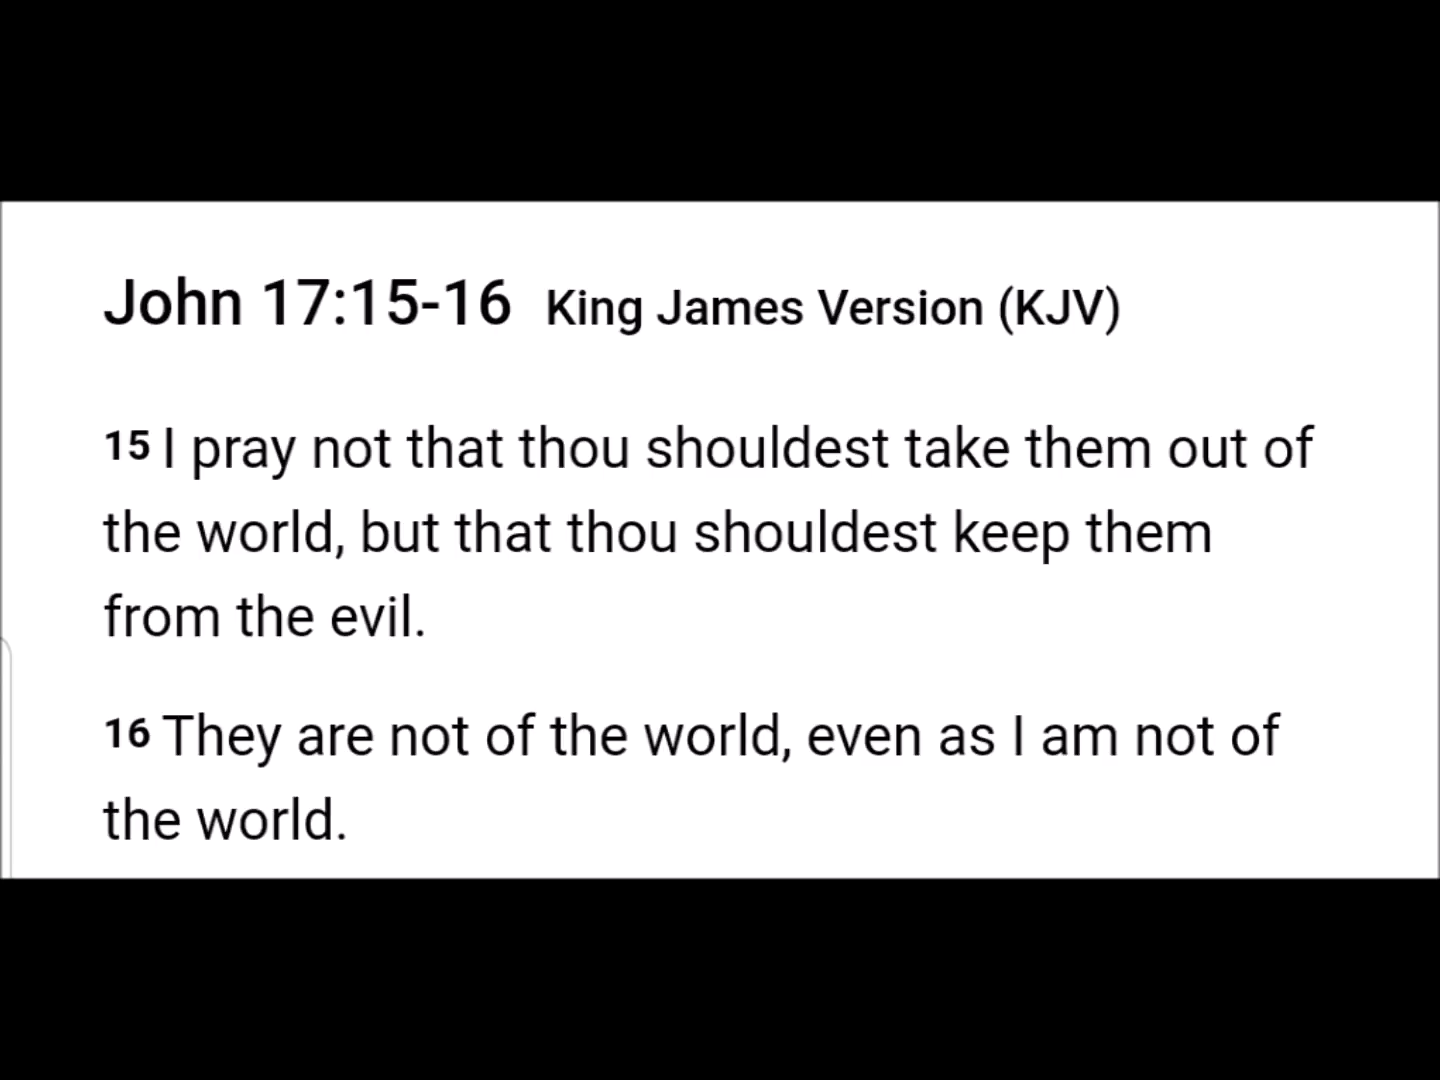 John 17:15-16 King James Version (KJV)
15 I pray not that thou shouldest take them out of
the world, but that thou shouldest keep them
from the evil.
16 They are not of the world, even as I am not of
the world.